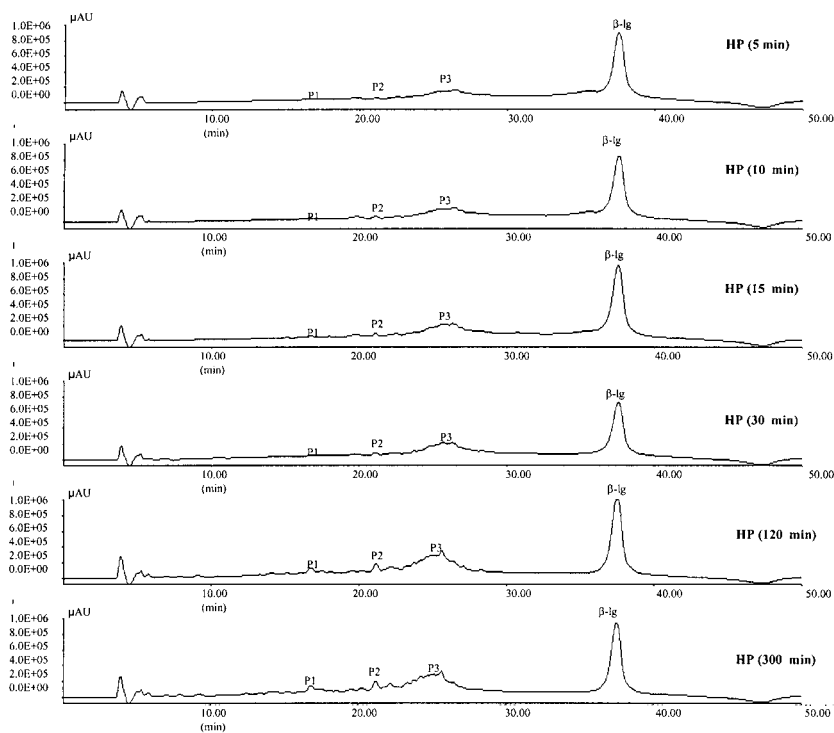 µAU
1.0E+06
8.0E+05
6.0E+05
4.0E+05
2.0E+05
0.0E+00
P1
P2
P3
β-lg
HP (5 min)
10.00
20.00
30.00
40.00
50.00
(min)
µAU
1.0E+06
8.0E+05
6.0E+05
4.0E+05
2.0E+05
0.0E+00
P1
P2
P3
β-lg
HP (10 min)
10.00
20.00
30.00
40.00
50.00
(min)
µAU
1.0E+06
8.0E+05
6.0E+05
4.0E+05
2.0E+05
0.0E+00
P1
P2
P3
β-lg
HP (15 min)
10.00
20.00
30.00
40.00
50.00
(min)
µAU
1.0E+06
8.0E+05
6.0E+05
4.0E+05
2.0E+05
0.0E+00
P1
P2
P3
β-lg
HP (30 min)
10.00
20.00
30.00
40.00
50.00
(min)
µAU
1.0E+06
8.0E+05
6.0E+05
4.0E+05
2.0E+05
0.0E+00
P1
P2
P3
β-lg
HP (120 min)
10.00
20.00
30.00
40.00
50.00
(min)
µAU
1.0E+06
8.0E+05
6.0E+05
4.0E+05
2.0E+05
0.0E+00
P1
P2
P3
β-lg
HP (300 min)
10.00
20.00
30.00
40.00
50.00
(min)